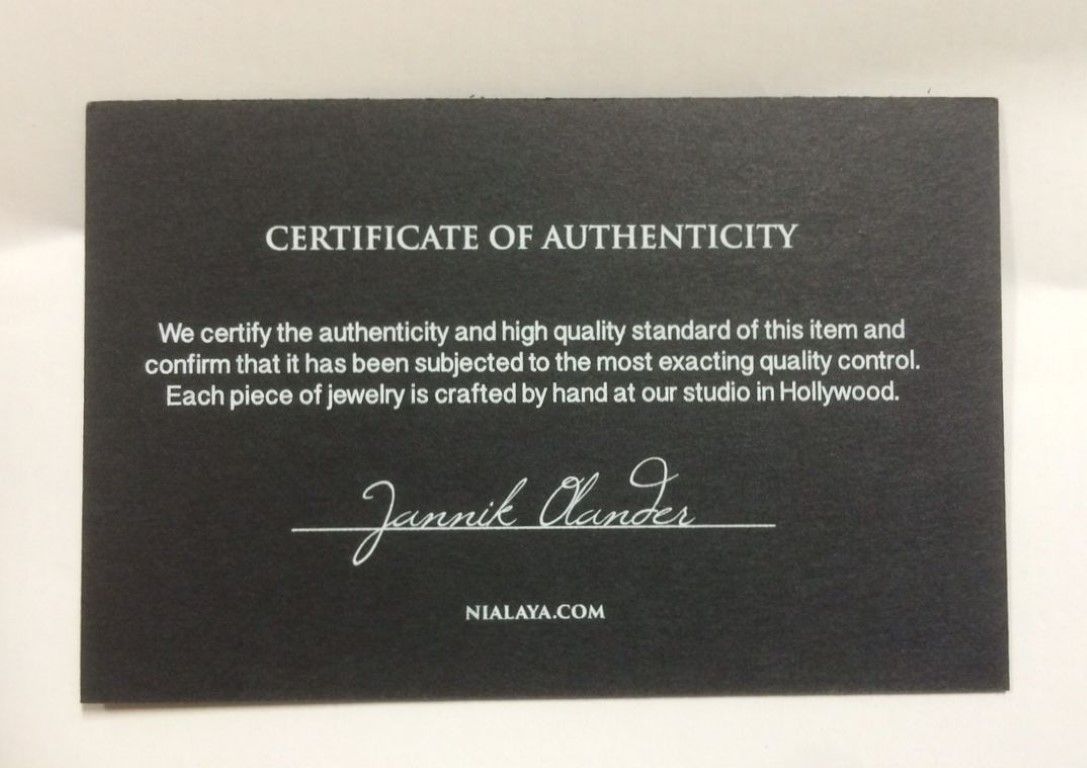 CERTIFICATE OF AUTHENTICITY
We certify the authenticity and high quality standard of this item and
confirm that it has been subjected to the most exacting quality control.
Each piece of jewelry is crafted by hand at our studio in Hollywood.
Jannik Olander
NIALAYA.COM